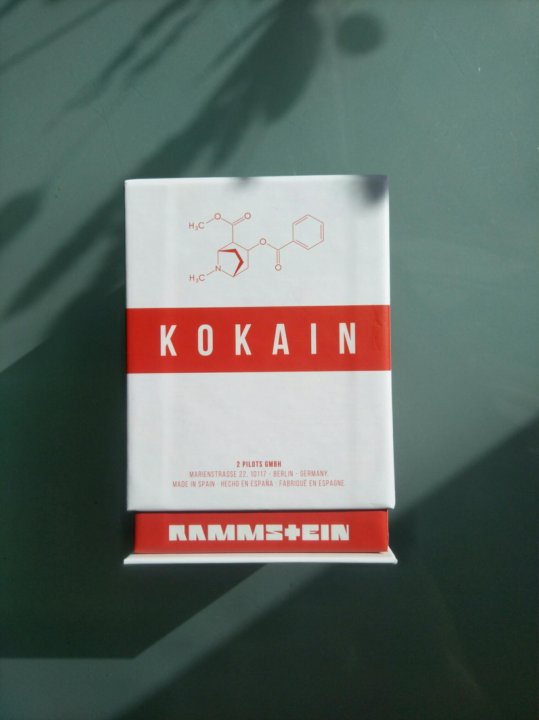 H₃C
O
O
O
O
N
H₃C
KOKAIN
2 PILOTS GMBH
MARIENSTRASSE 22, 10117 - BERLIN - GERMANY.
MADE IN SPAIN · HECHO EN ESPAÑA · FABRIQUÉ EN ESPAGNE.
RAMMSTEIN